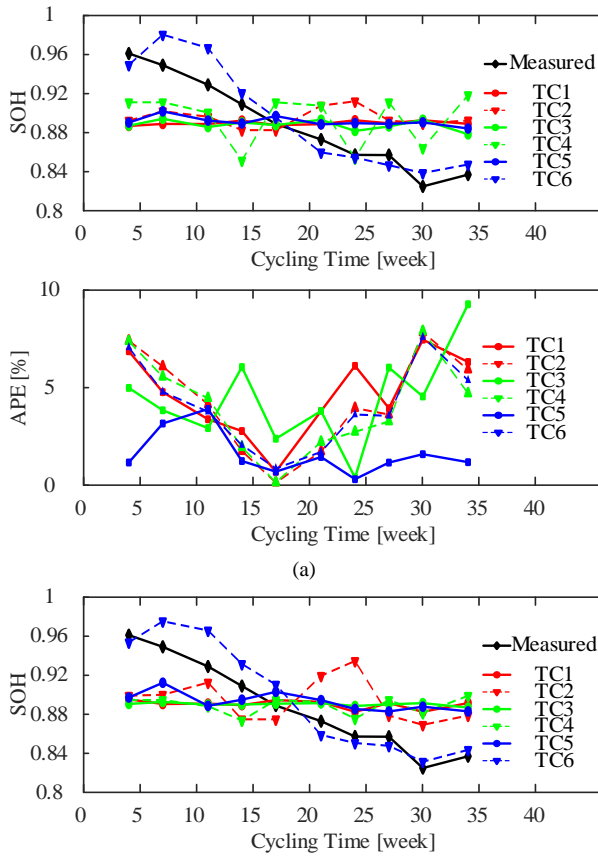 1
0.96
0.92
0.88
0.84
0.8
SOH
0 5 10 15 20 25 30 35 40
Cycling Time [week]
Measured
TC1
TC2
TC3
TC4
TC5
TC6
10
5
0
APE [%]
0 5 10 15 20 25 30 35 40
Cycling Time [week]
TC1
TC2
TC3
TC4
TC5
TC6
(a)
1
0.96
0.92
0.88
0.84
0.8
SOH
0 5 10 15 20 25 30 35 40
Cycling Time [week]
Measured
TC1
TC2
TC3
TC4
TC5
TC6